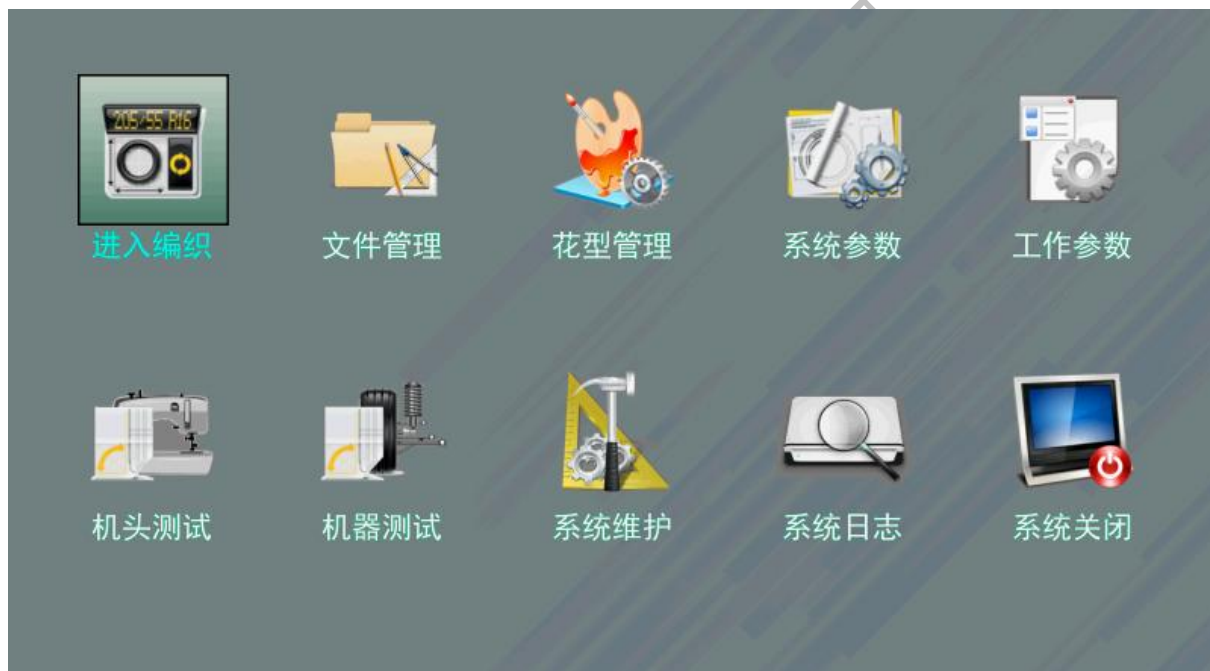 205/55 R16
进入编织
文件管理
花型管理
系统参数
工作参数
机头测试
机器测试
系统维护
系统日志
系统关闭